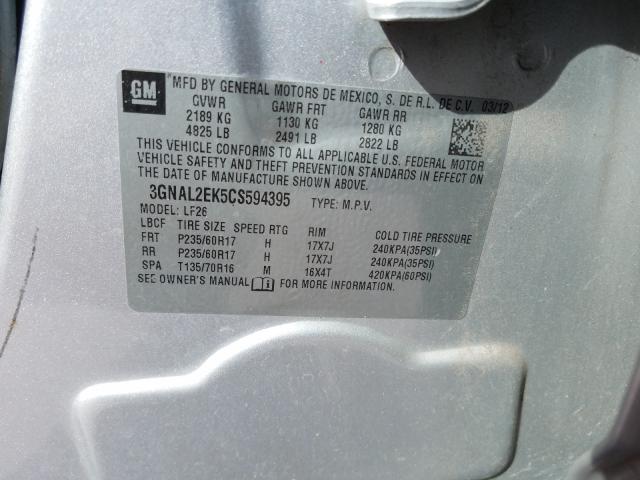 GM
MFD BY GENERAL MOTORS DE MEXICO, S. DE R.L. DE C.V. 03/12
GVWR GAWR FRT GAWR RR
2189 KG 1130 KG 1280 KG
4825 LB 2491 LB 2822 LB
THIS VEHICLE CONFORMS TO ALL APPLICABLE U.S. FEDERAL MOTOR
VEHICLE SAFETY AND THEFT PREVENTION STANDARDS IN EFFECT ON
THE DATE OF MANUFACTURE SHOWN ABOVE.
3GNAL2EK5CS594395 TYPE: M.P.V.
MODEL: LF26
LBCF TIRE SIZE SPEED RTG RIM COLD TIRE PRESSURE
FRT P235/60R17 H 17X7J 240KPA(35PSI)
RR P235/60R17 H 17X7J 240KPA(35PSI)
SPA T135/70R16 M 16X4T 420KPA(60PSI)
SEE OWNER'S MANUAL FOR MORE INFORMATION